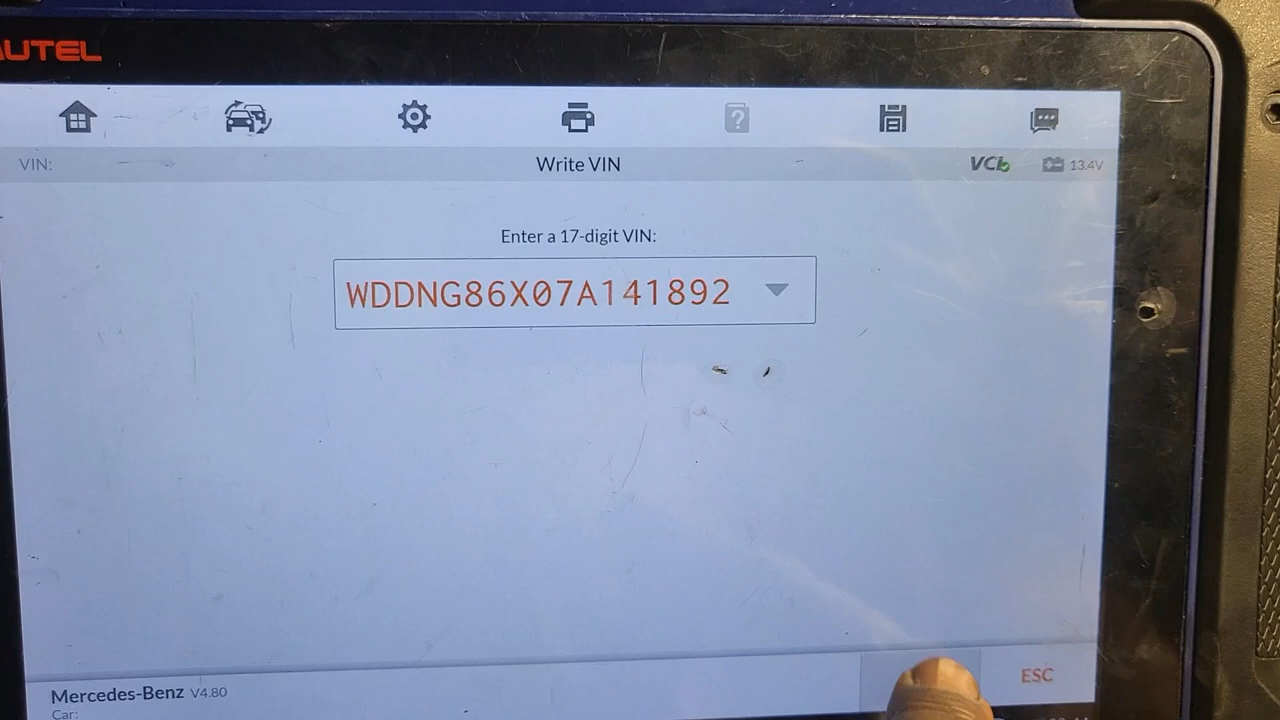 AUTEL
VIN:
Write VIN
VCI
13.4V
Enter a 17-digit VIN:
WDDNG86X07A141892
ESC
Mercedes-Benz V4.80
Car: